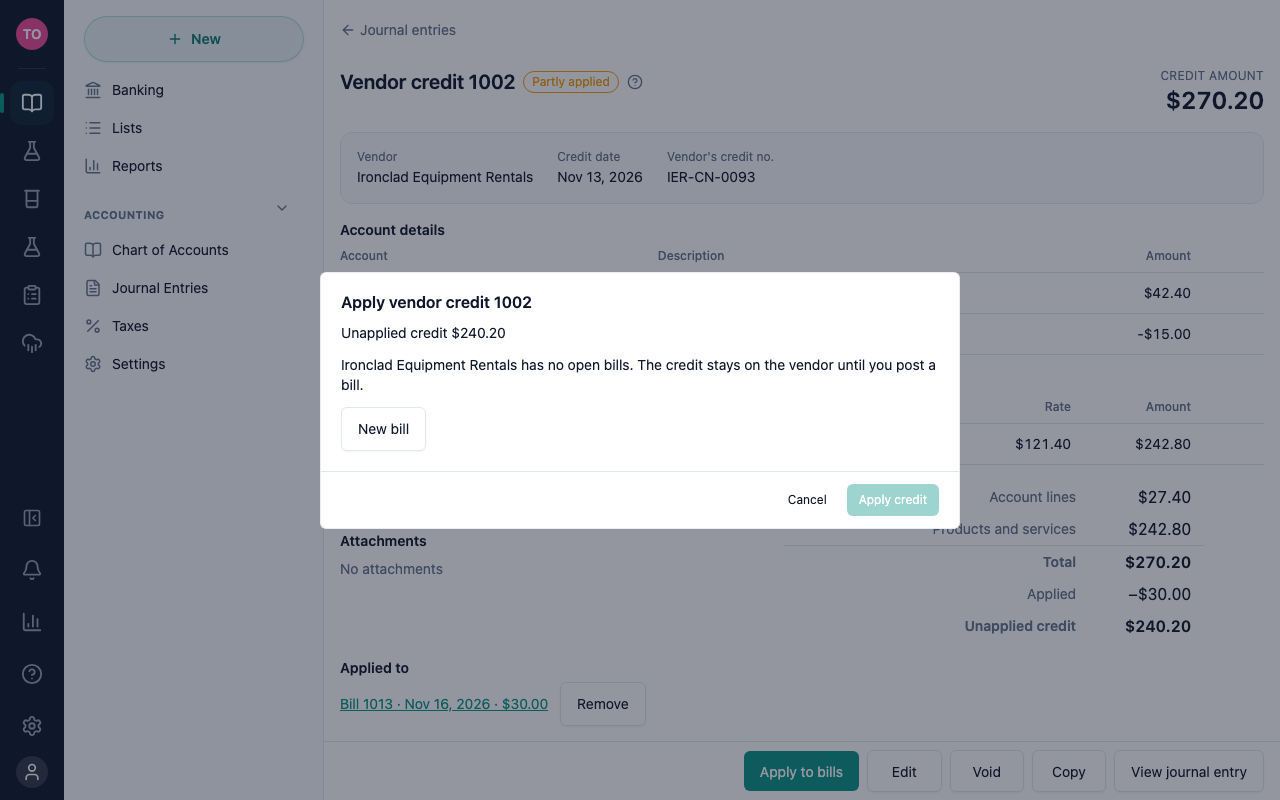 TO
New
Banking
Lists
Reports
ACCOUNTING
Chart of Accounts
Journal Entries
Taxes
Settings
Journal entries
Vendor credit 1002
Partly applied
CREDIT AMOUNT
$270.20
Vendor
Credit date
Vendor's credit no.
Ironclad Equipment Rentals
Nov 13, 2026
IER-CN-0093
Account details
Account
Description
Amount
$42.40
-$15.00
Apply vendor credit 1002
Unapplied credit $240.20
Ironclad Equipment Rentals has no open bills. The credit stays on the vendor until you post a
bill.
New bill
Cancel
Apply credit
Rate
Amount
$121.40
$242.80
Account lines
$27.40
Products and services
$242.80
Total
$270.20
Applied
–$30.00
Unapplied credit
$240.20
Attachments
No attachments
Applied to
Bill 1013 · Nov 16, 2026 · $30.00
Remove
Apply to bills
Edit
Void
Copy
View journal entry